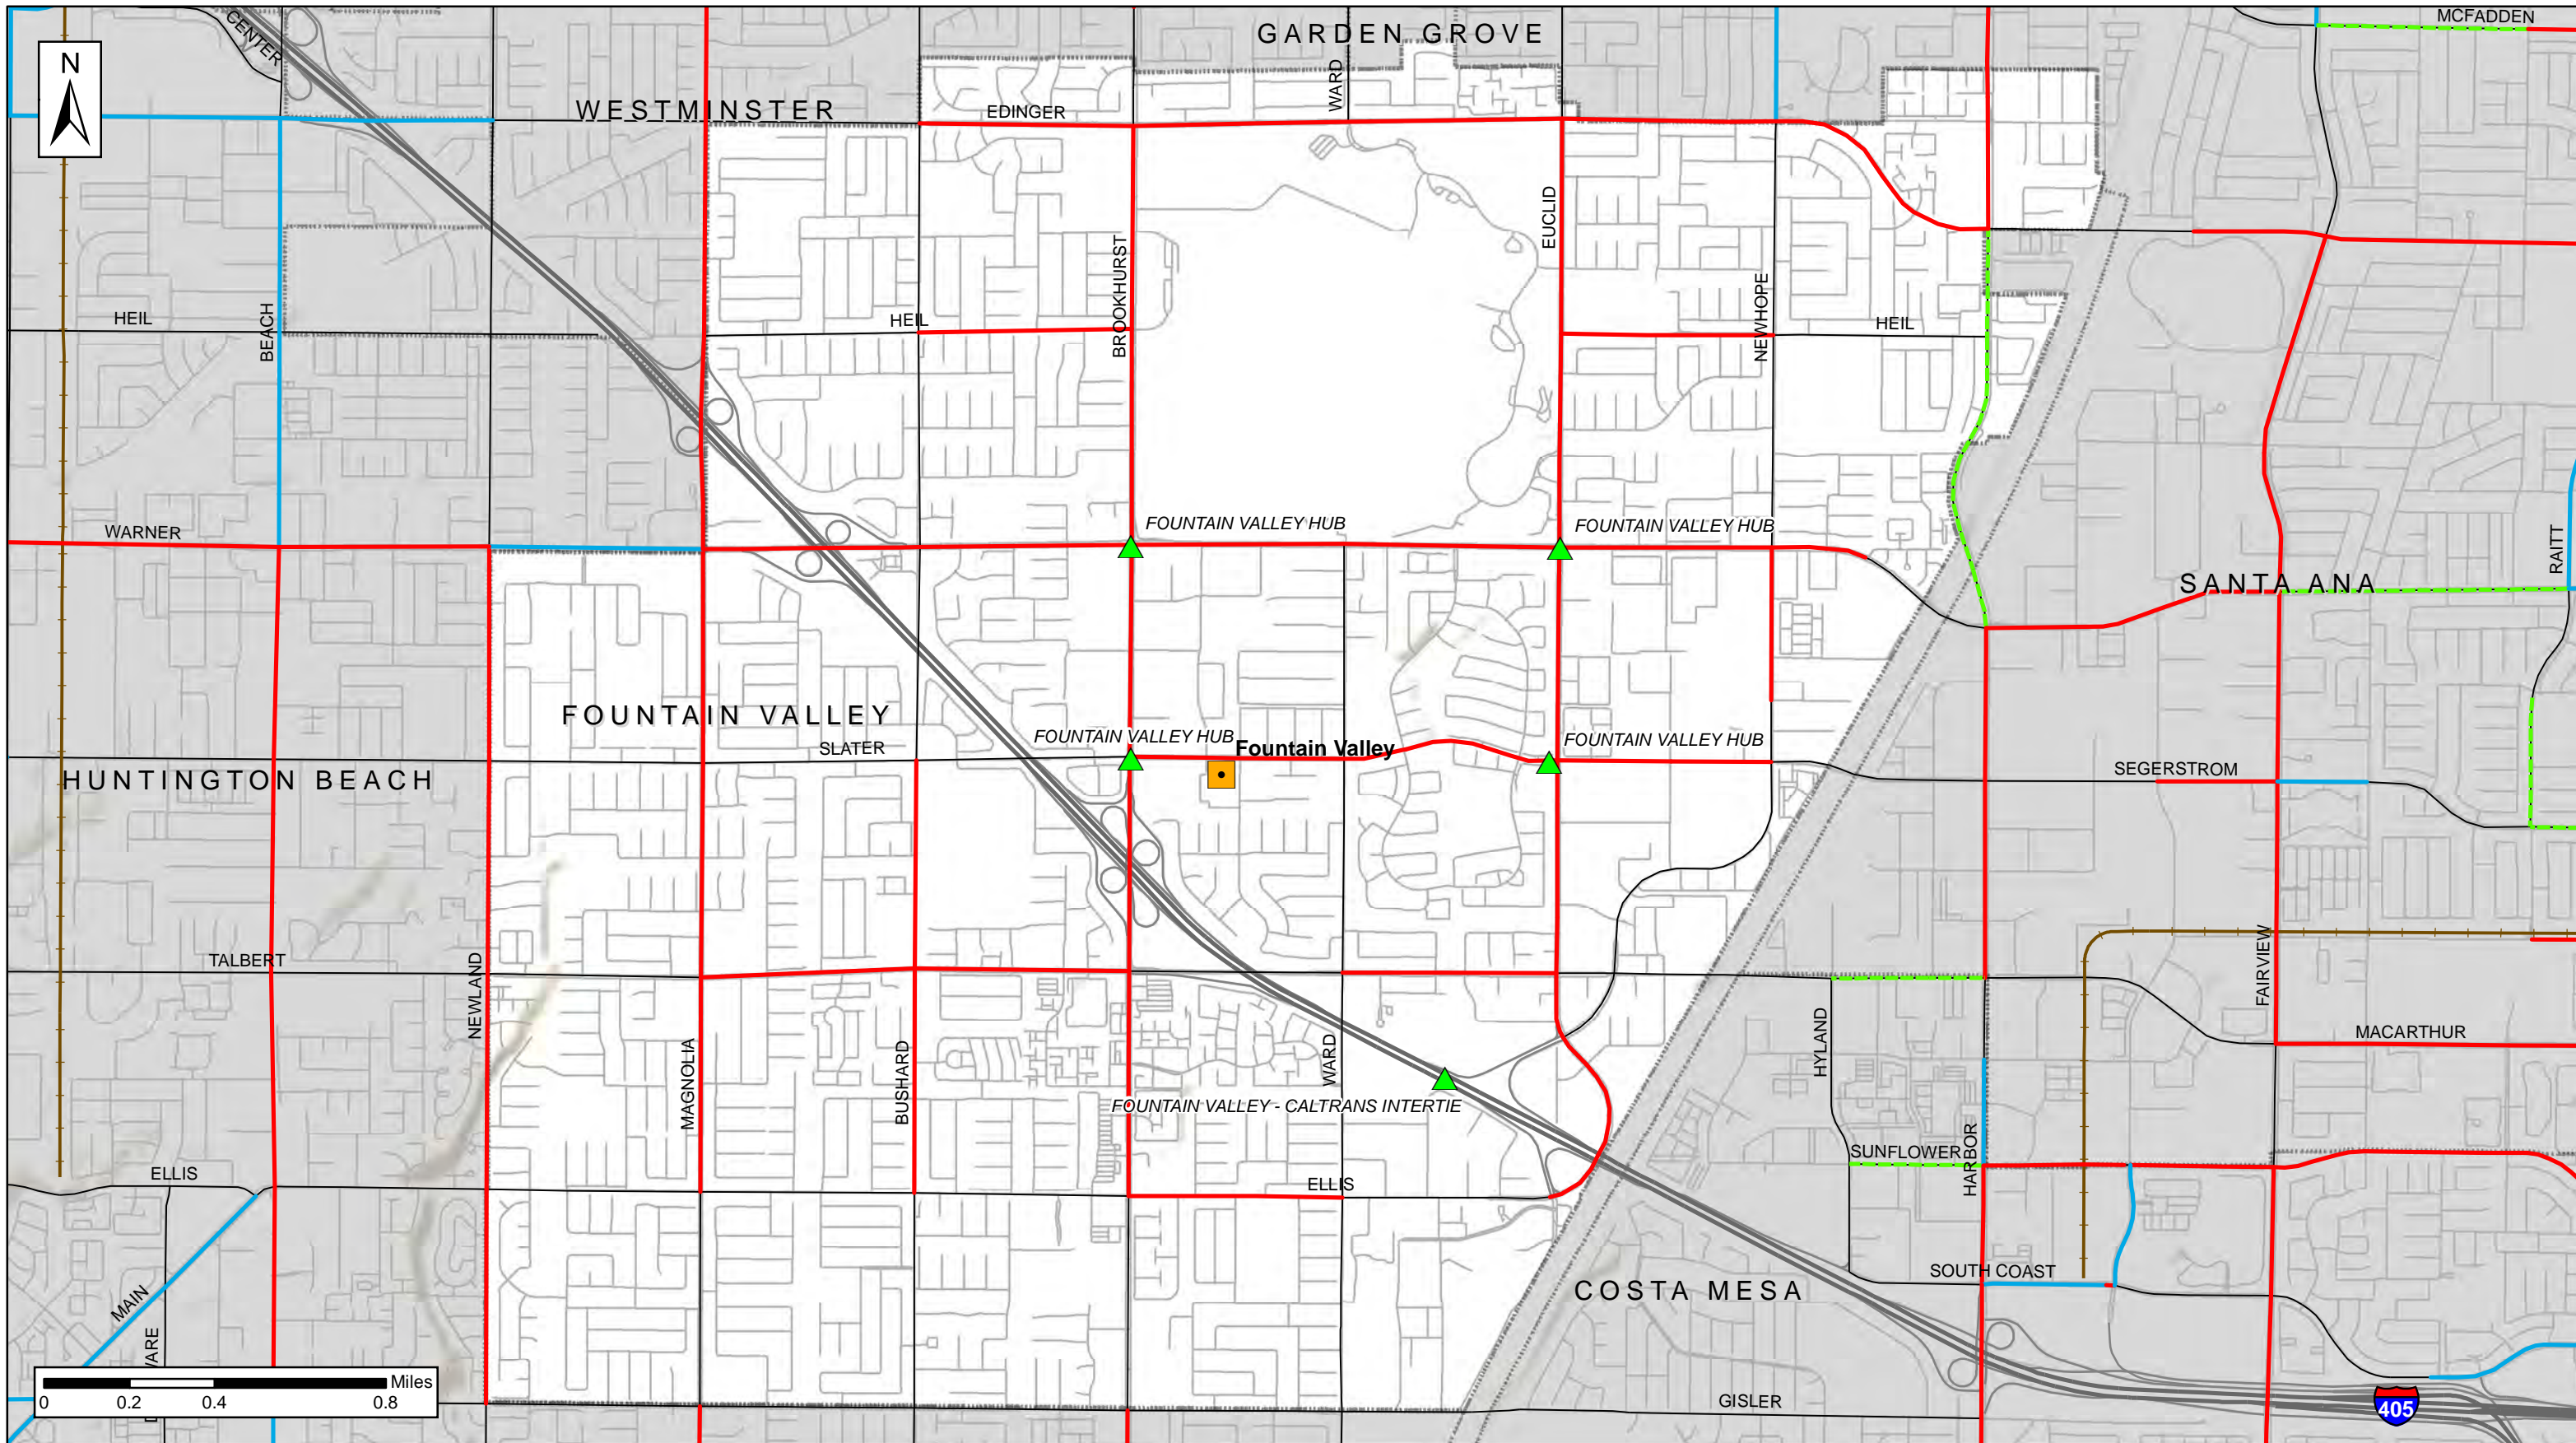 MCFADDEN
CENTER
GARDEN GROVE
N
WARD
WESTMINSTER
EDINGER
EUCLID
BROOKHURST
NEWHOPE
BEACH
HEIL
HEIL
HEIL
FOUNTAIN VALLEY HUB
FOUNTAIN VALLEY HUB
WARNER
RAITT
SANTA ANA
FOUNTAIN VALLEY
FOUNTAIN VALLEY HUB
Fountain Valley
FOUNTAIN VALLEY HUB
SLATER
HUNTINGTON BEACH
SEGERSTROM
TALBERT
NEWLAND
FAIRVIEW
MAGNOLIA
BUSHARD
WARD
HYLAND
MACARTHUR
FOUNTAIN VALLEY - CALTRANS INTERTIE
SUNFLOWER
HARBOR
ELLIS
ELLIS
SOUTH COAST
COSTA MESA
MAIN
Miles
0 0.2 0.4 0.8
GISLER
405